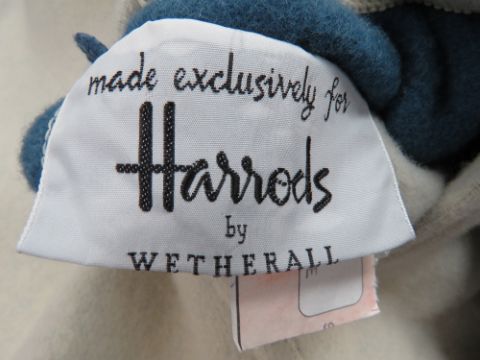 made exclusively for
Harrods
by
WETHERALL